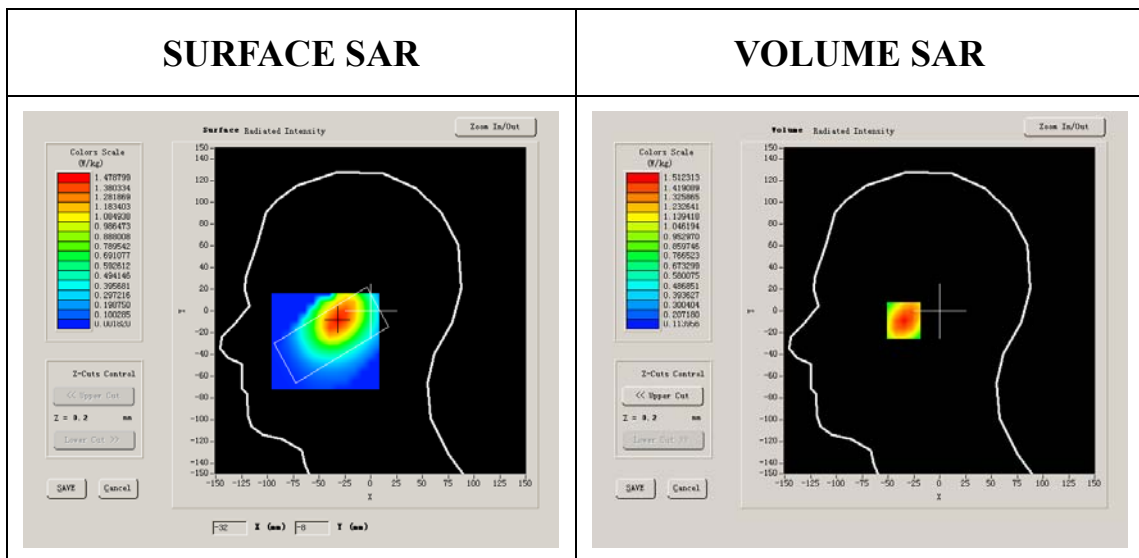 SURFACE SAR
VOLUME SAR
Surface Radiated Intensity
Zoom In/Out
Colors Scale
(W/kg)
1.478799
1.380334
1.281869
1.183403
1.084938
0.986473
0.888008
0.789542
0.691077
0.592612
0.494146
0.395681
0.297216
0.198750
0.100285
0.001820
150
140
120
100
80
60
40
20
0
-20
-40
-60
-80
-100
-120
-140
-150
Y
-150 -125 -100 -75 -50 -25 0 25 50 75 100 125 150
X
Z-Cuts Control
<< Upper Cut
Z = 0.2 mm
Lower Cut >>
SAVE
Cancel
-32 X (mm) -8 Y (mm)
Volume Radiated Intensity
Zoom In/Out
Colors Scale
(W/kg)
1.512313
1.419089
1.325865
1.232641
1.139418
1.046194
0.952970
0.859746
0.766523
0.673299
0.580075
0.486851
0.393627
0.300404
0.207180
0.113956
150
140
120
100
80
60
40
20
0
-20
-40
-60
-80
-100
-120
-140
-150
Y
-150 -125 -100 -75 -50 -25 0 25 50 75 100 125 150
X
Z-Cuts Control
<< Upper Cut
Z = 0.2 mm
Lower Cut >>
SAVE
Cancel